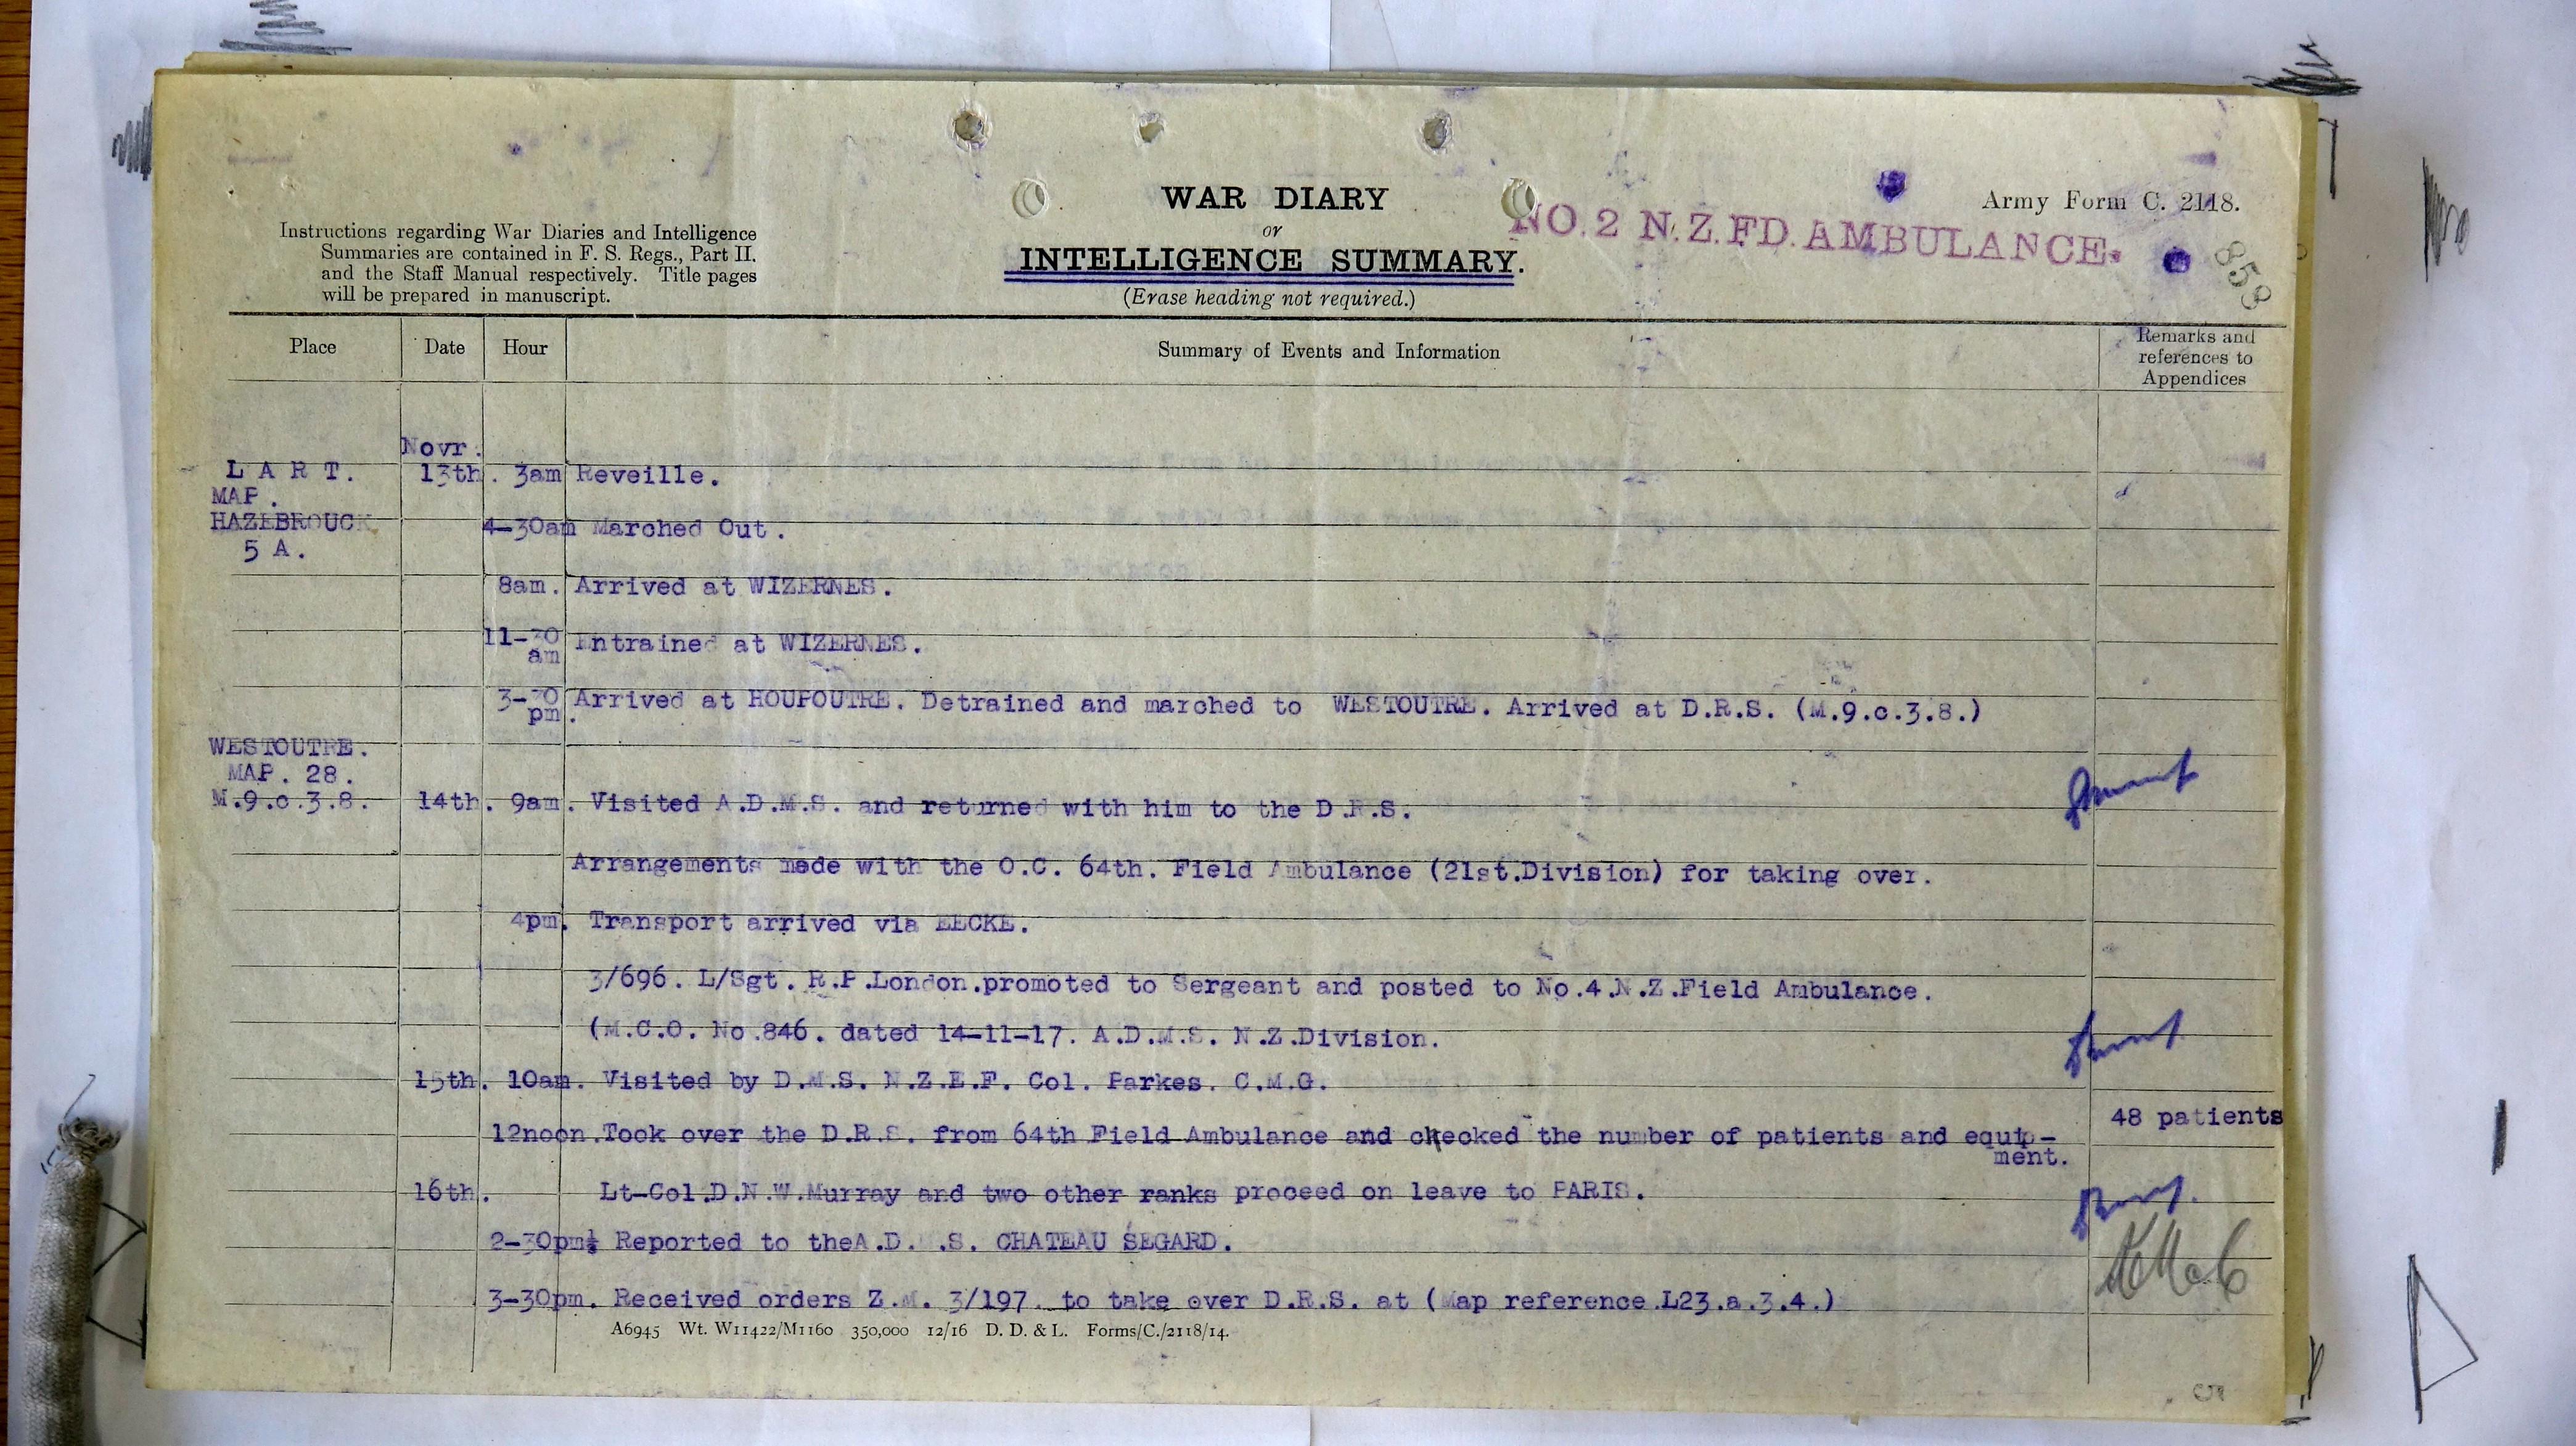 WAR DIARY
or
INTELLIGENCE SUMMARY.
(Erase heading not required.)
Army Form C. 2118.
NO. 2 N.Z. FD. AMBULANCE.
859
Instructions regarding War Diaries and Intelligence
Summaries are contained in F. S. Regs., Part II.
and the Staff Manual respectively. Title pages
will be prepared in manuscript.
Place Date Hour Summary of Events and Information Remarks and
references to
Appendices
Novr.
L A R T. 13th. 3am Reveille.
MAP.
HAZEBROUCK 4-30am Marched Out.
5 A.
8am. Arrived at WIZERNES.
11-30
am Entrained at WIZERNES.
3-30
pm. Arrived at HOUPOUTRE. Detrained and marched to WESTOUTRE. Arrived at D.R.S. (M.9.c.3.8.)
WESTOUTRE.
MAP. 28.
M.9.c.3.8. 14th. 9am. Visited A.D.M.S. and returned with him to the D.R.S.
Arrangements made with the O.C. 64th. Field Ambulance (21st.Division) for taking over.
4pm. Transport arrived via EECKE.
3/696. L/Sgt. R.P.London.promoted to Sergeant and posted to No.4.N.Z.Field Ambulance.
(M.C.O. No.846. dated 14-11-17. A.D.M.S. N.Z.Division.
15th. 10am. Visited by D.M.S. N.Z.E.F. Col. Parkes. C.M.G.
12noon.Took over the D.R.S. from 64th Field Ambulance and checked the number of patients and equip- 48 patients
ment.
16th. Lt-Col.D.N.W.Murray and two other ranks proceed on leave to PARIS.
2-30pm Reported to theA.D. .S. CHATEAU SEGARD.
3-30pm. Received orders Z.M. 3/197. to take over D.R.S. at (Map reference.L23.a.3.4.)
A6945 Wt. W11422/M1160 350,000 12/16 D. D. & L. Forms/C./2118/14.